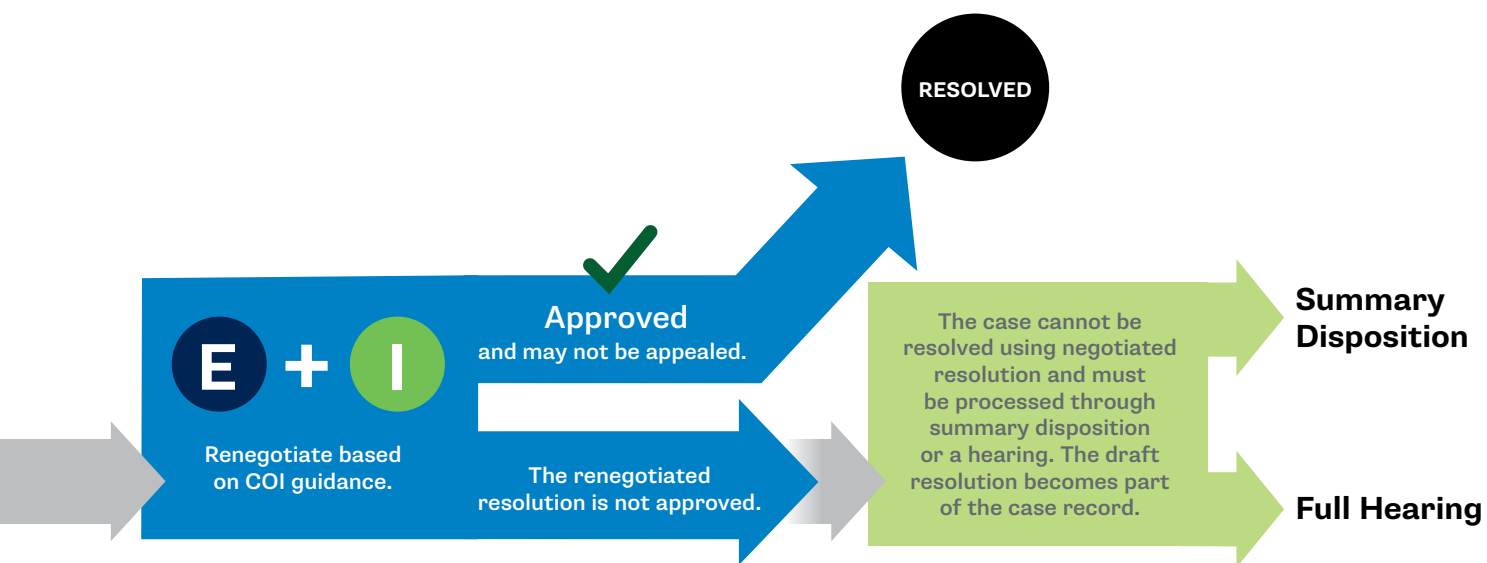 RESOLVED
E + I
Renegotiate based
on COI guidance.
Approved
and may not be appealed.
The renegotiated
resolution is not approved.
The case cannot be
resolved using negotiated
resolution and must
be processed through
summary disposition
or a hearing. The draft
resolution becomes part
of the case record.
Summary
Disposition
Full Hearing